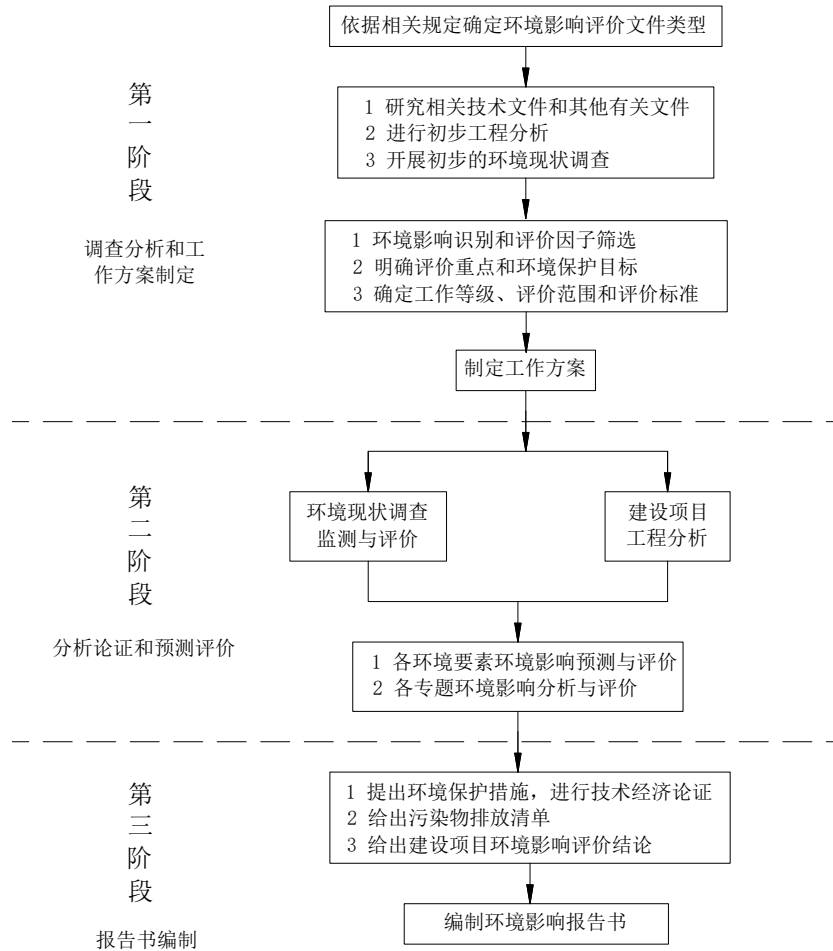 依据相关规定确定环境影响评价文件类型
第一阶段
调查分析和工
作方案制定
1 研究相关技术文件和其他有关文件
2 进行初步工程分析
3 开展初步的环境现状调查
1 环境影响识别和评价因子筛选
2 明确评价重点和环境保护目标
3 确定工作等级、评价范围和评价标准
制定工作方案
第二阶段
分析论证和预测评价
环境现状调查
监测与评价
建设项目
工程分析
1 各环境要素环境影响预测与评价
2 各专题环境影响分析与评价
第三阶段
报告书编制
1 提出环境保护措施，进行技术经济论证
2 给出污染物排放清单
3 给出建设项目环境影响评价结论
编制环境影响报告书